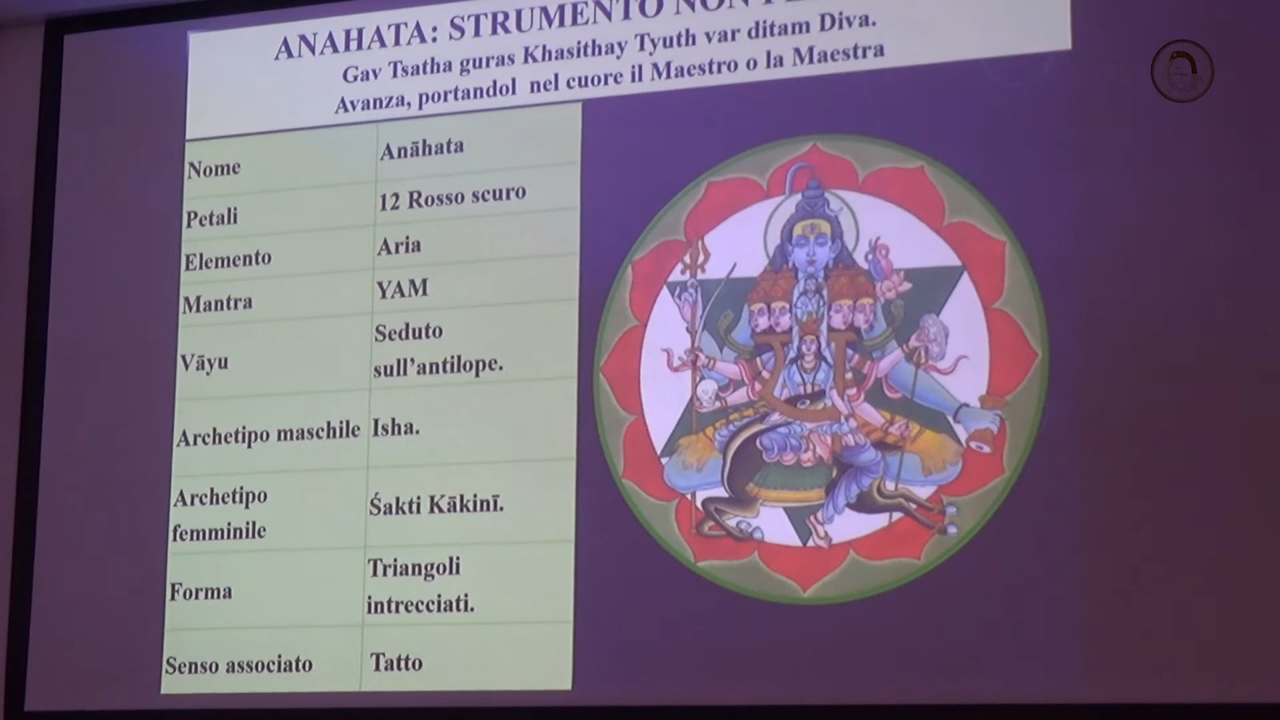 ANAHATA: STRUMENTO NON
Gav Tsatha guras Khasithay Tyuth var ditam Diva.
Avanza, portandol nel cuore il Maestro o la Maestra
Nome Anāhata
Petali 12 Rosso scuro
Elemento Aria
Mantra YAM
Vāyu Seduto
sull’antilope.
Archetipo maschile Isha.
Archetipo
femminile Śakti Kākinī.
Forma Triangoli
intrecciati.
Senso associato Tatto